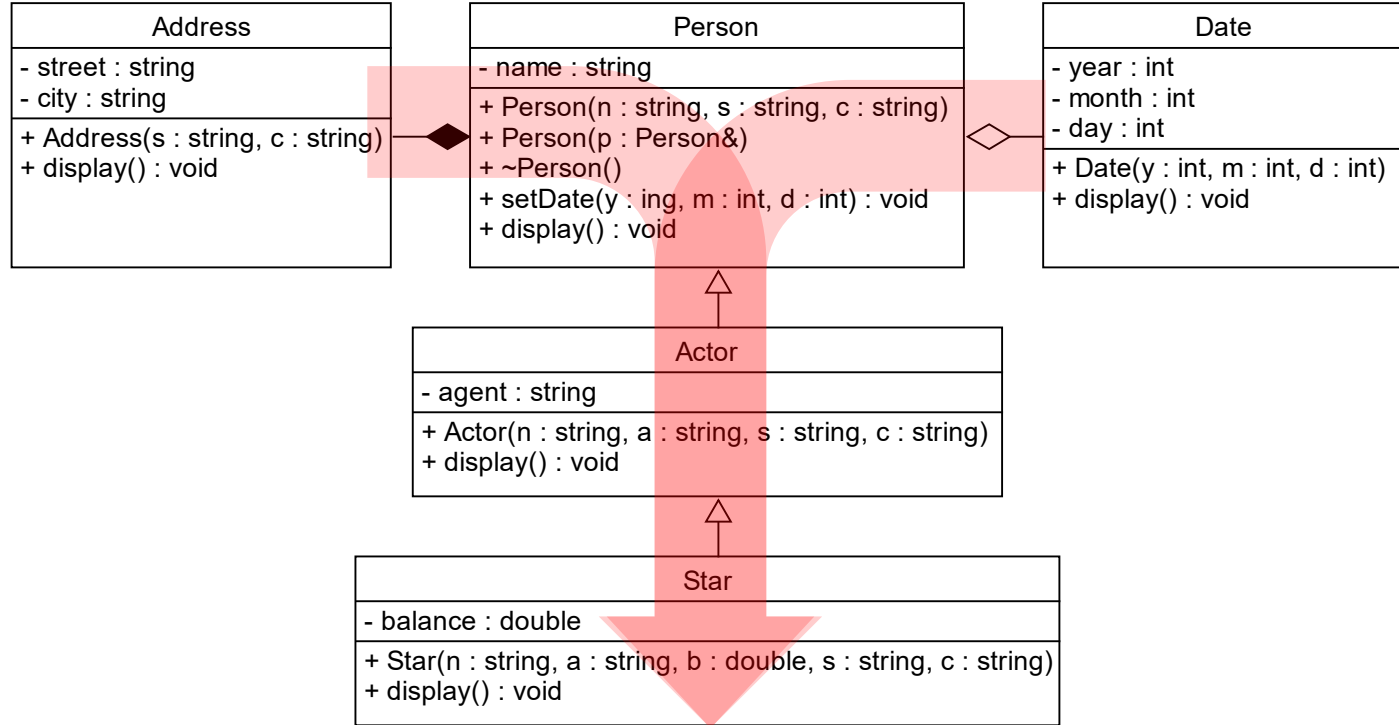 Address
- street : string
- city : string
+ Address(s : string, c : string)
+ display() : void
Person
- name : string
+ Person(n : string, s : string, c : string)
+ Person(p : Person&)
+ ~Person()
+ setDate(y : ing, m : int, d : int) : void
+ display() : void
Date
- year : int
- month : int
- day : int
+ Date(y : int, m : int, d : int)
+ display() : void
Actor
- agent : string
+ Actor(n : string, a : string, s : string, c : string)
+ display() : void
Star
- balance : double
+ Star(n : string, a : string, b : double, s : string, c : string)
+ display() : void